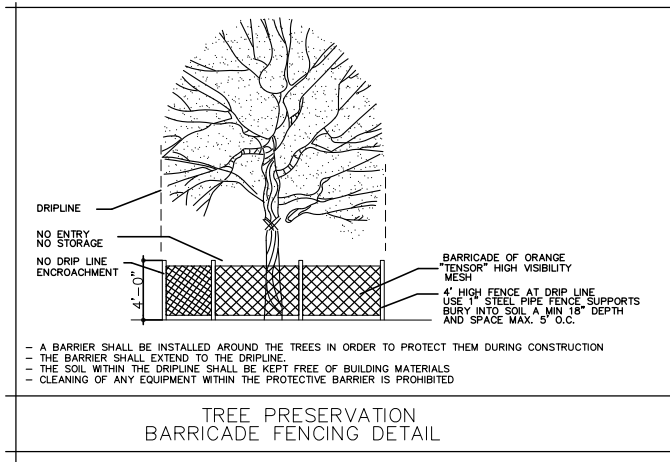 DRIPLINE
NO ENTRY
NO STORAGE
NO DRIP LINE
ENCROACHMENT
4'-0"
BARRICADE OF ORANGE
"TENSOR" HIGH VISIBILITY
MESH
4' HIGH FENCE AT DRIP LINE
USE 1" STEEL PIPE FENCE SUPPORTS
BURY INTO SOIL A MIN 18" DEPTH
AND SPACE MAX. 5' O.C.
- A BARRIER SHALL BE INSTALLED AROUND THE TREES IN ORDER TO PROTECT THEM DURING CONSTRUCTION
- THE BARRIER SHALL EXTEND TO THE DRIPLINE.
- THE SOIL WITHIN THE DRIPLINE SHALL BE KEPT FREE OF BUILDING MATERIALS
- CLEANING OF ANY EQUIPMENT WITHIN THE PROTECTIVE BARRIER IS PROHIBITED
TREE PRESERVATION
BARRICADE FENCING DETAIL